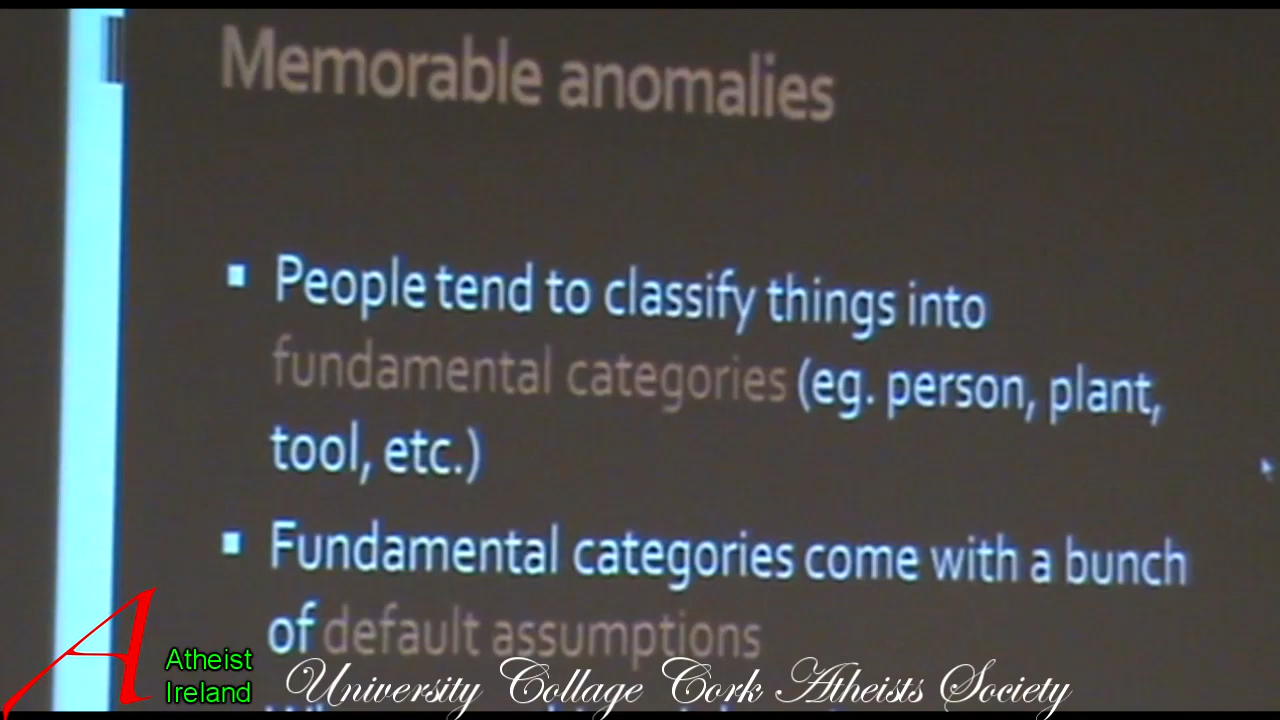 Memorable anomalies
People tend to classify things into
fundamental categories (eg. person, plant,
tool, etc.)
Fundamental categories come with a bunch
of default assumptions
A
Atheist
Ireland
University Collage Cork Atheists Society